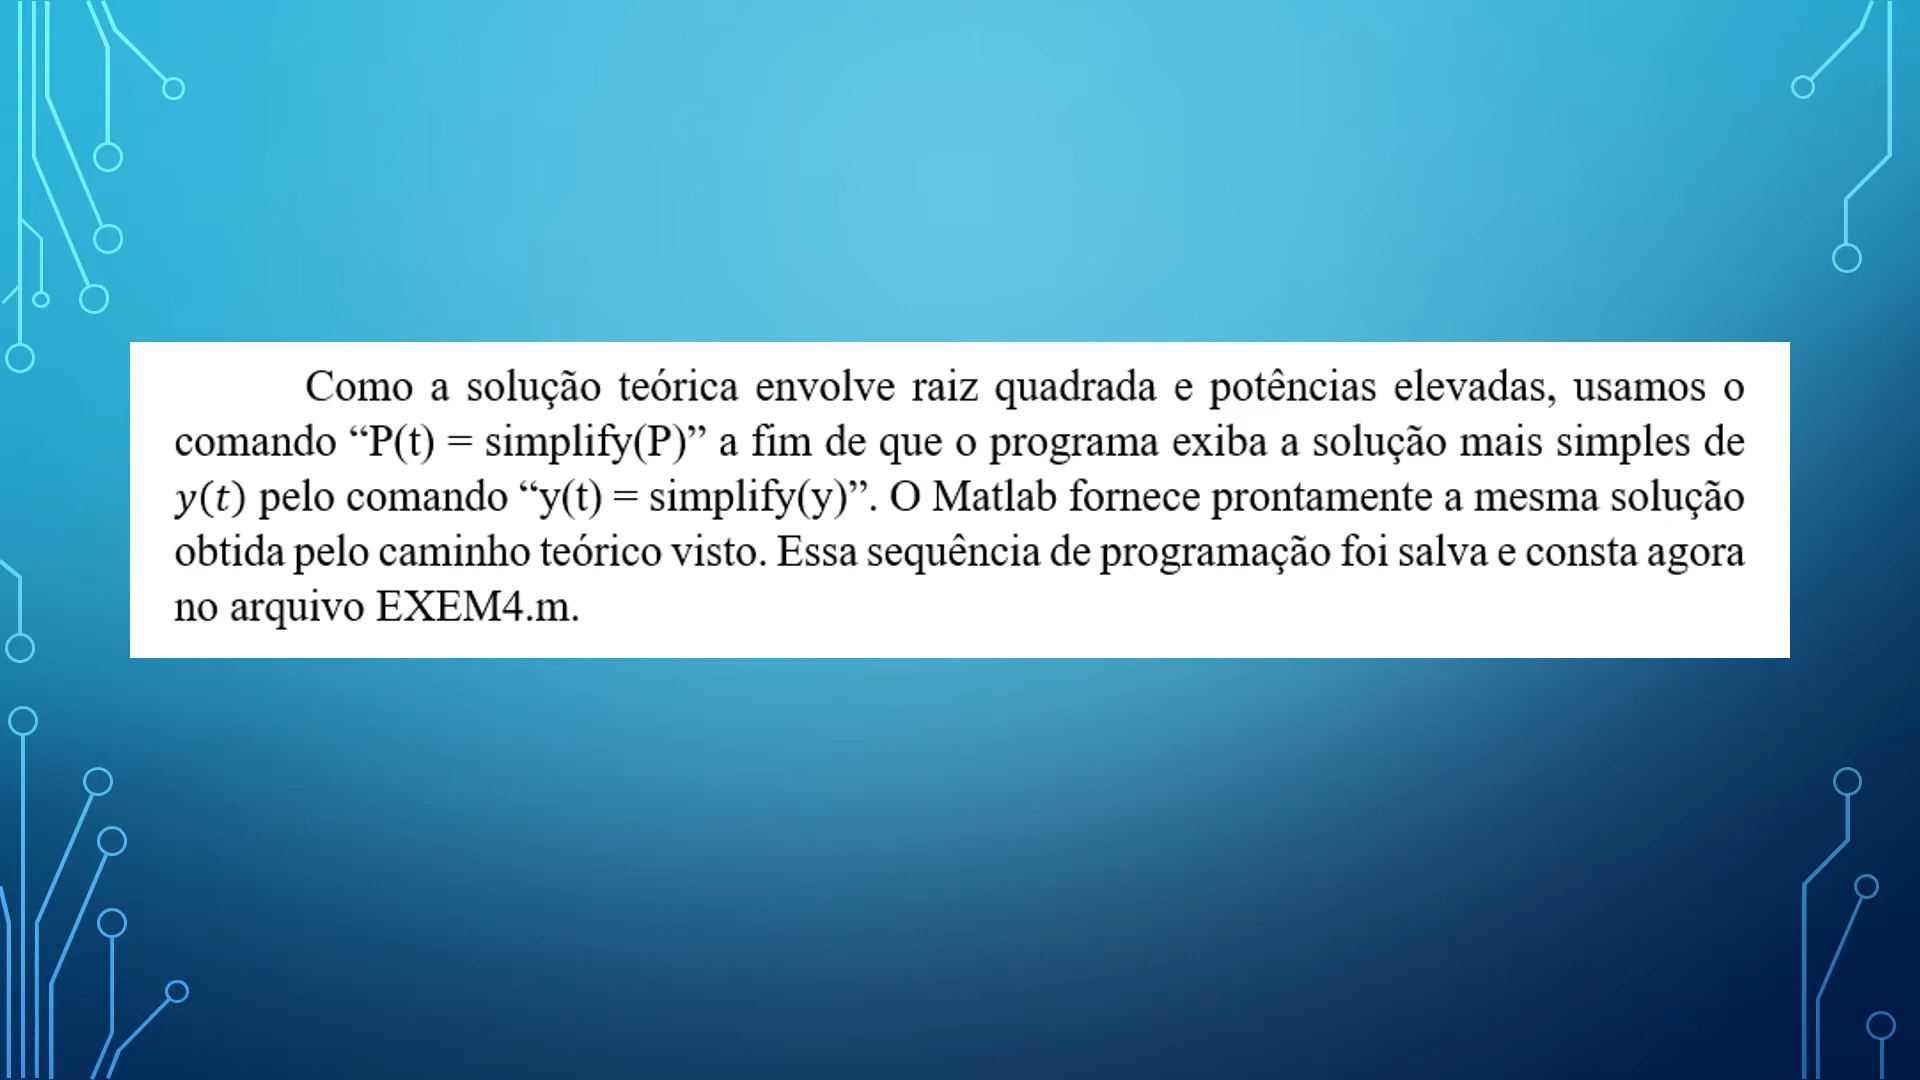 Como a solução teórica envolve raiz quadrada e potências elevadas, usamos o
comando “P(t) = simplify(P)” a fim de que o programa exiba a solução mais simples de
y(t) pelo comando “y(t) = simplify(y)”. O Matlab fornece prontamente a mesma solução
obtida pelo caminho teórico visto. Essa sequência de programação foi salva e consta agora
no arquivo EXEM4.m.